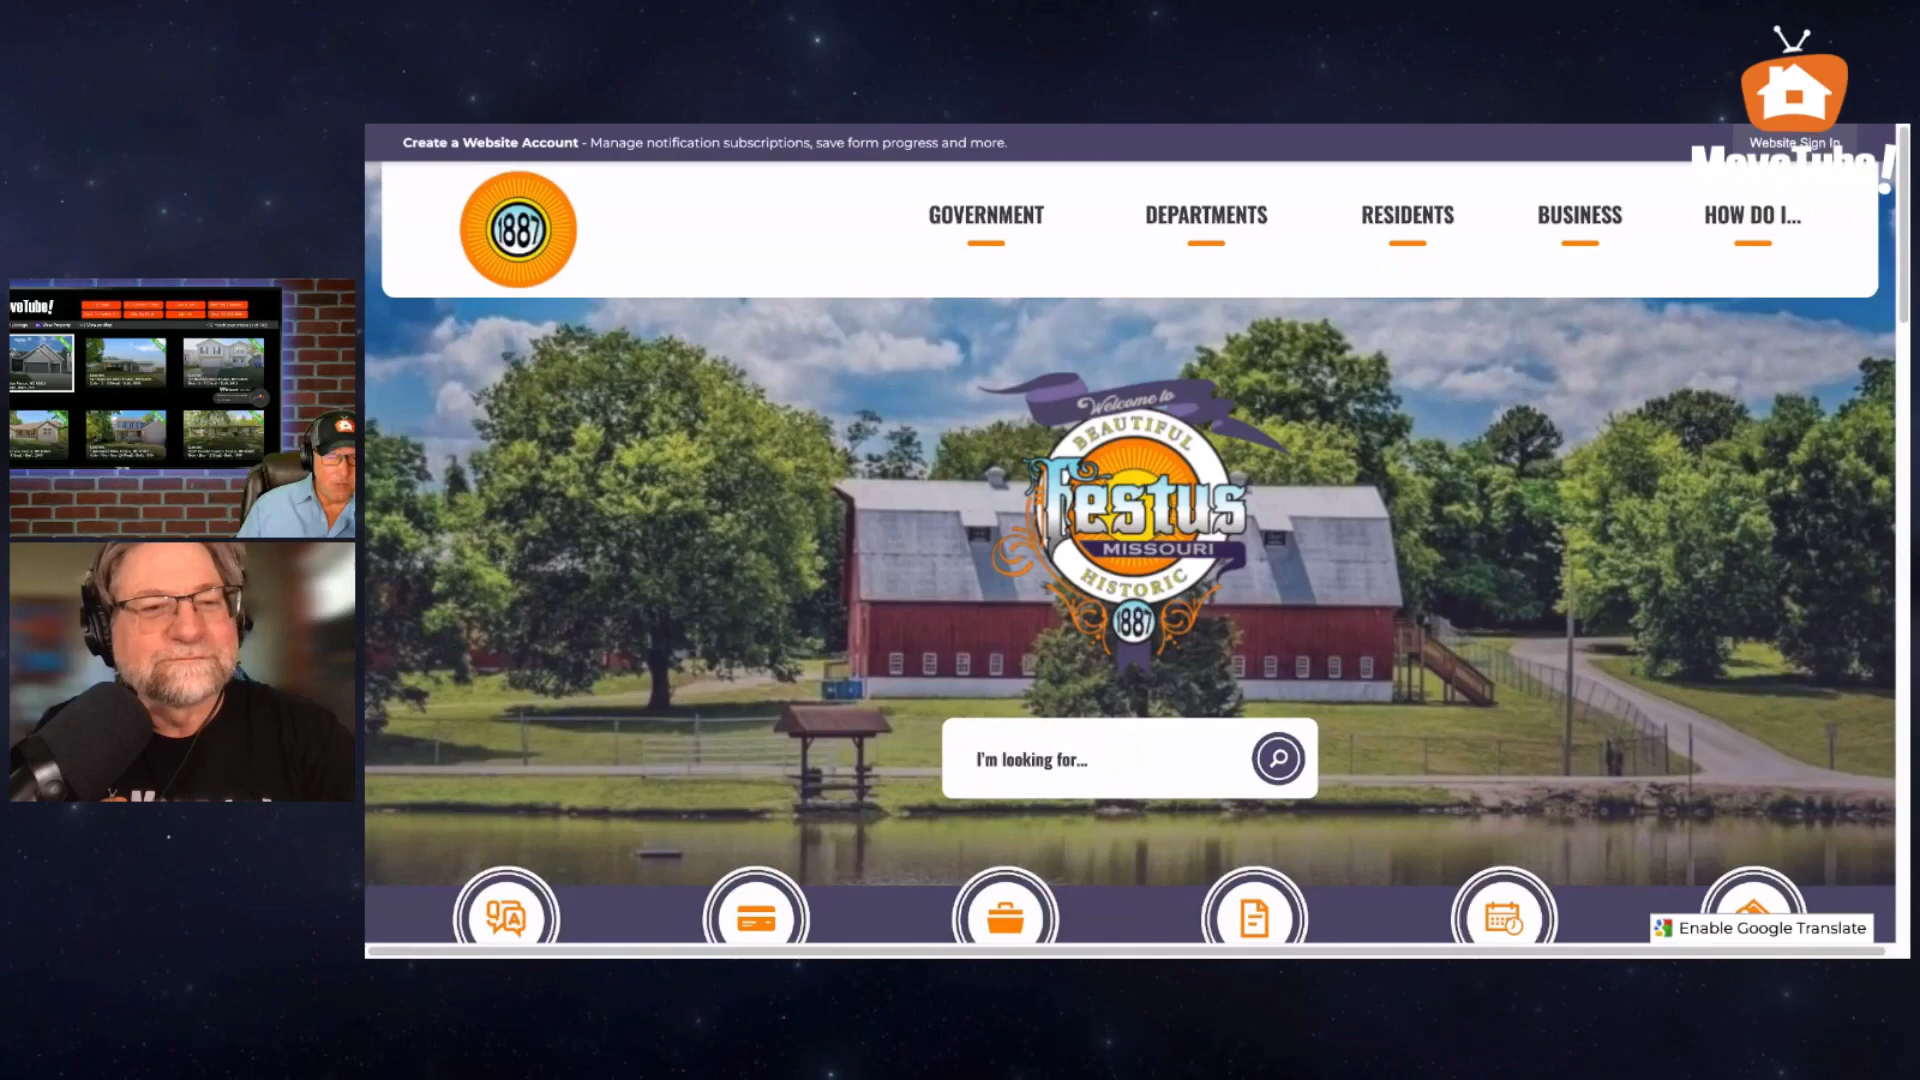 Create a Website Account - Manage notification subscriptions, save form progress and more.
Website Sign In
MoveTube!
1887
GOVERNMENT
DEPARTMENTS
RESIDENTS
BUSINESS
HOW DO I...
Welcome to
BEAUTIFUL
Festus
MISSOURI
HISTORIC
1887
I'm looking for...
Enable Google Translate